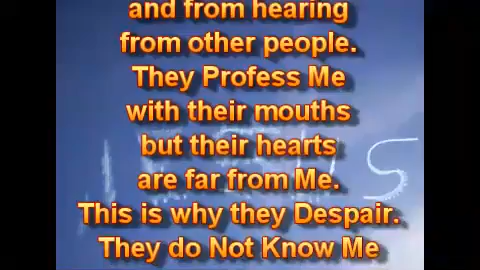 and from hearing
from other people.
They Profess Me
with their mouths
but their hearts
are far from Me.
This is why they Despair.
They do Not Know Me
JESUS